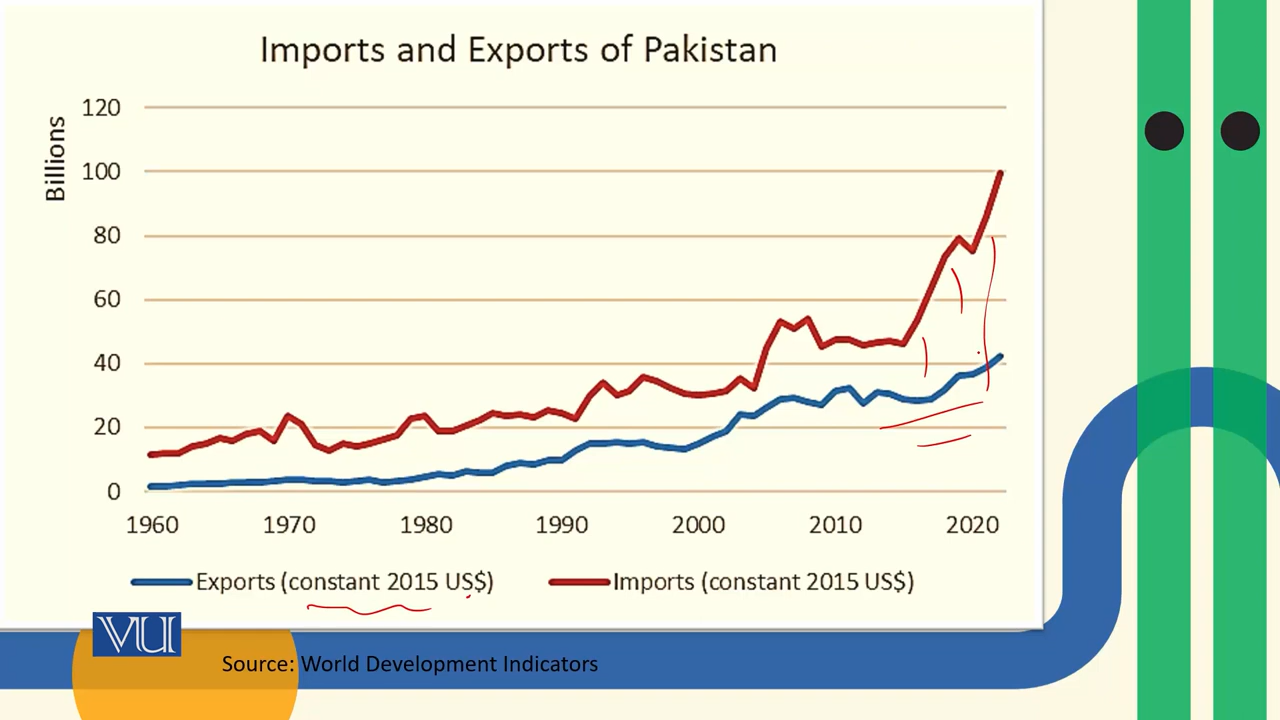 Imports and Exports of Pakistan
Billions
120
100
80
60
40
20
0
1960 1970 1980 1990 2000 2010 2020
Exports (constant 2015 US$) Imports (constant 2015 US$)
VU
Source: World Development Indicators